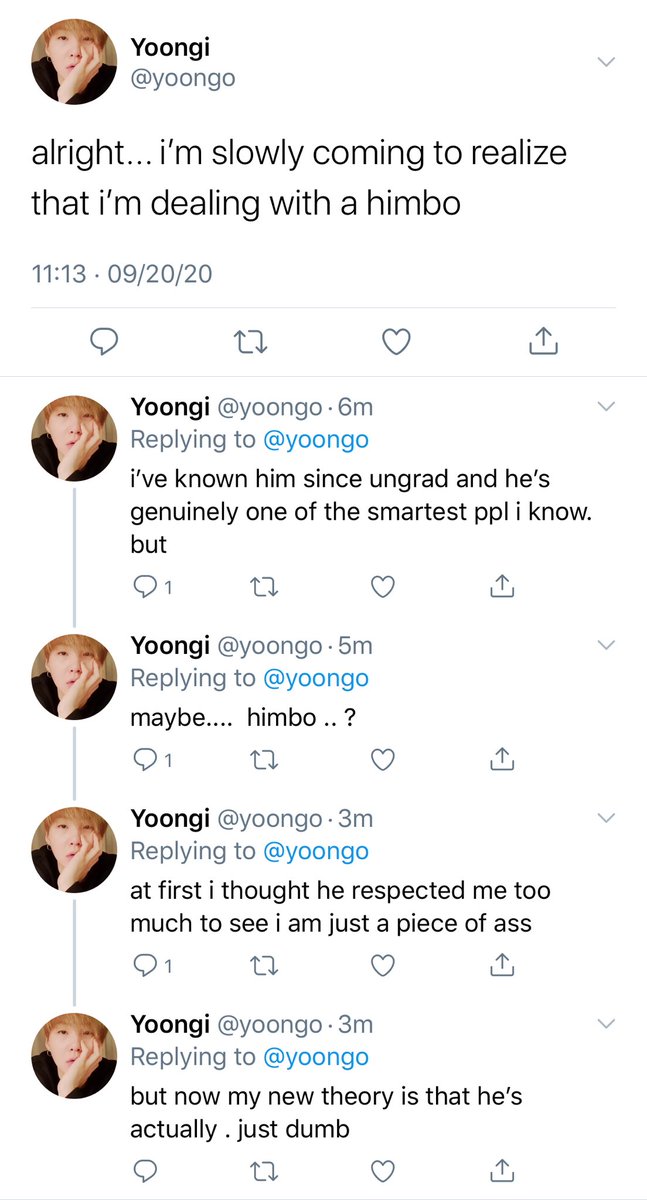 Yoongi
@yoongo
alright... i'm slowly coming to realize
that i'm dealing with a himbo
11:13 · 09/20/20
Yoongi @yoongo · 6m
Replying to @yoongo
i've known him since ungrad and he's
genuinely one of the smartest ppl i know.
but
1
Yoongi @yoongo · 5m
Replying to @yoongo
maybe.... himbo .. ?
1
Yoongi @yoongo · 3m
Replying to @yoongo
at first i thought he respected me too
much to see i am just a piece of ass
1
Yoongi @yoongo · 3m
Replying to @yoongo
but now my new theory is that he's
actually . just dumb